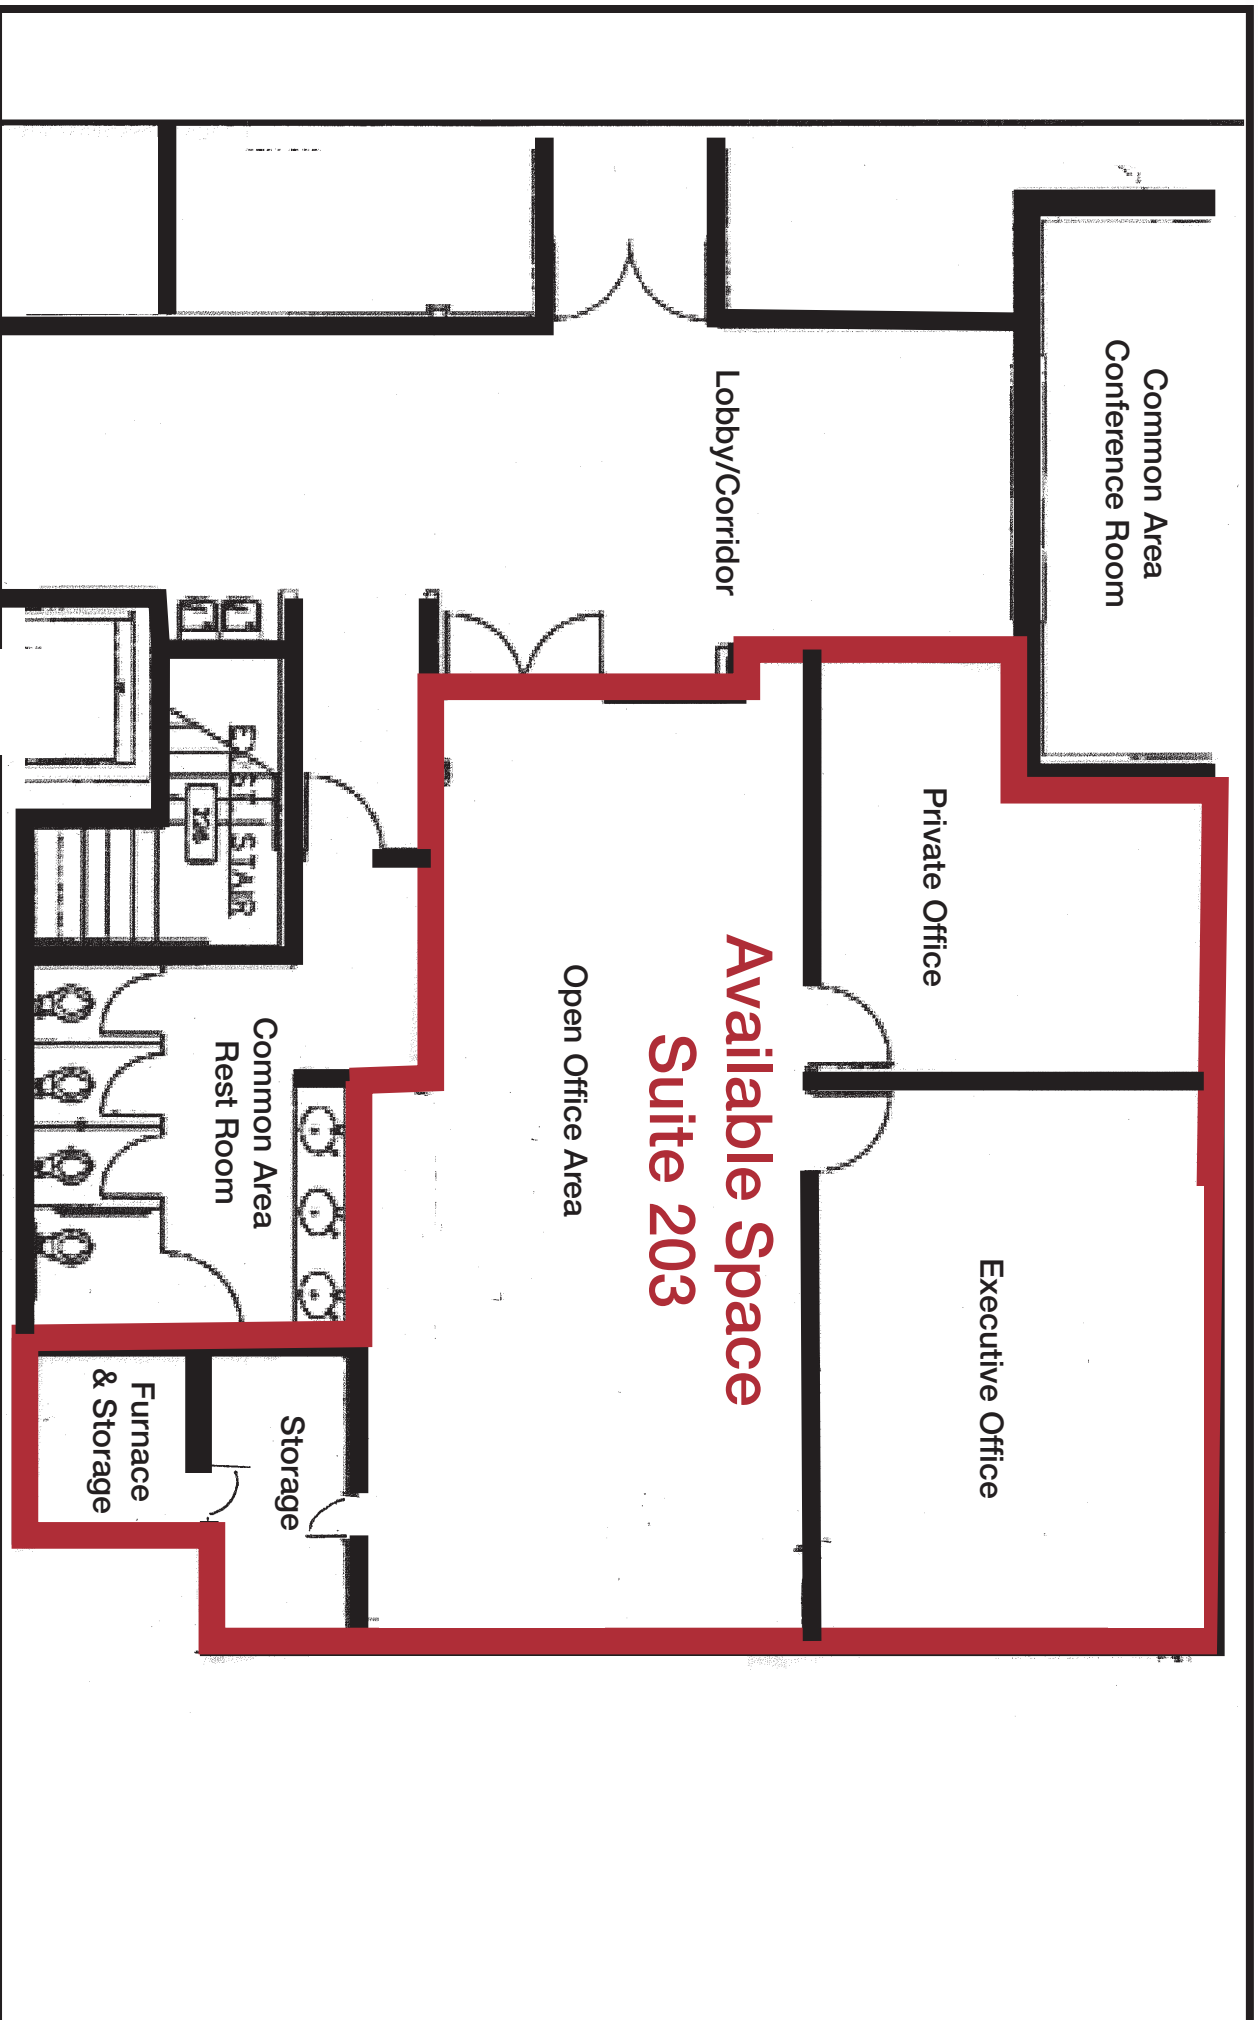 Common Area
Conference Room
Lobby/Corridor
Private Office
Available Space
Suite 203
Open Office Area
Executive Office
EXIST STAIR
Common Area
Rest Room
Storage
Furnace
& Storage